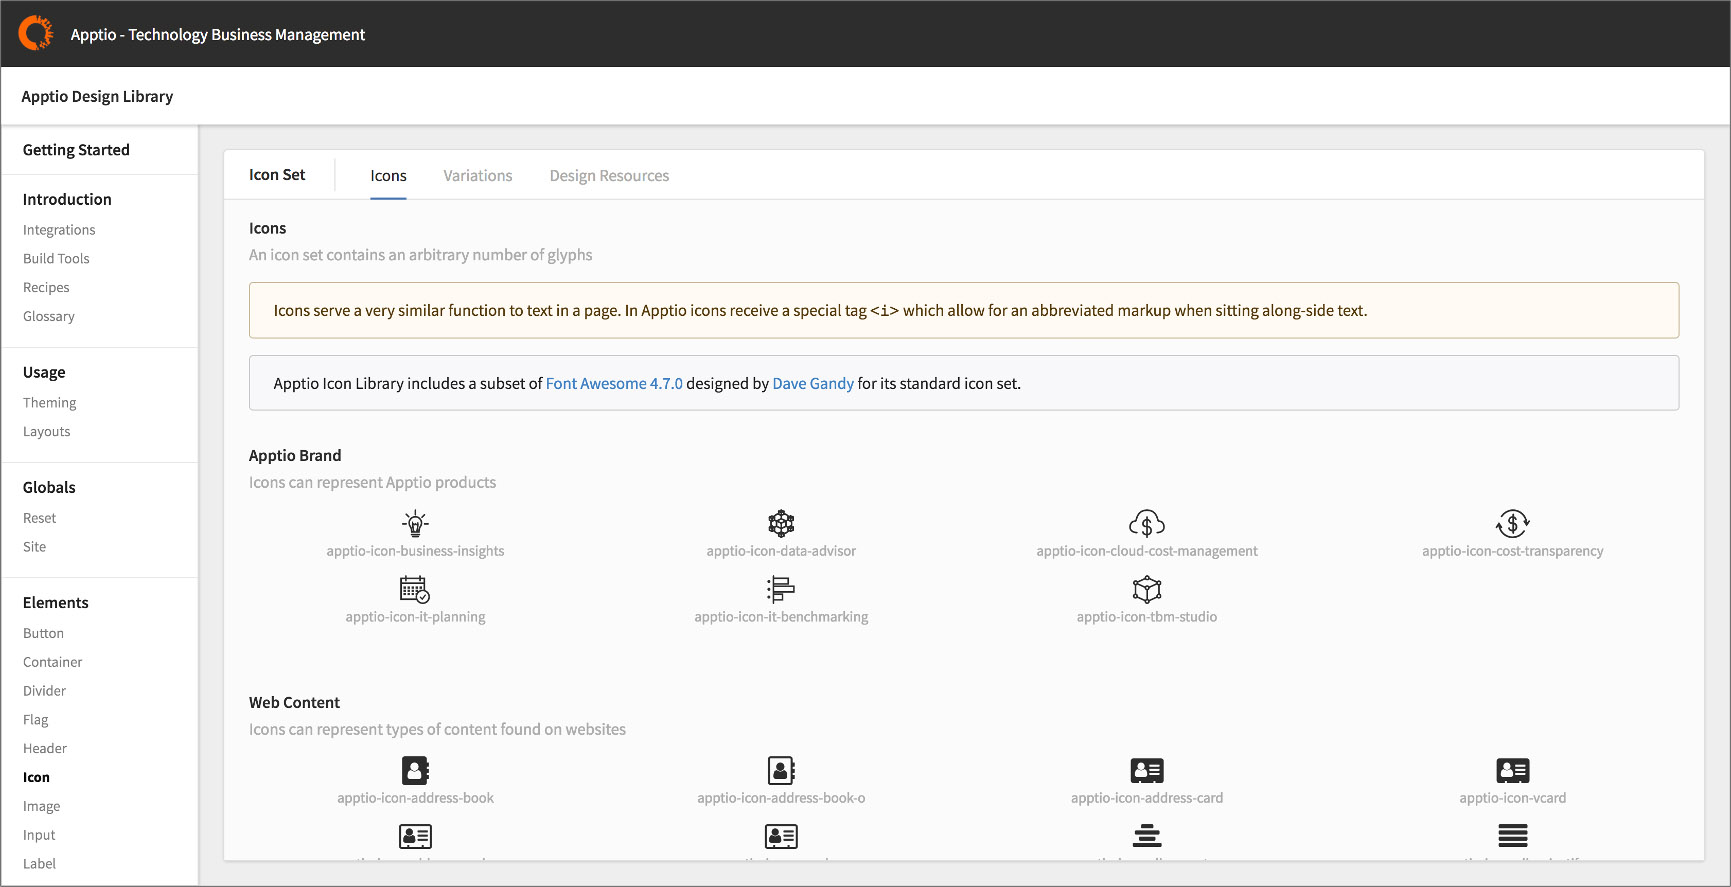 Apptio - Technology Business Management
Apptio Design Library
Getting Started
Introduction
Integrations
Build Tools
Recipes
Glossary
Usage
Theming
Layouts
Globals
Reset
Site
Elements
Button
Container
Divider
Flag
Header
Icon
Image
Input
Label
Icon Set
Icons
Variations
Design Resources
Icons
An icon set contains an arbitrary number of glyphs
Icons serve a very similar function to text in a page. In Apptio icons receive a special tag <i> which allow for an abbreviated markup when sitting along-side text.
Apptio Icon Library includes a subset of Font Awesome 4.7.0 designed by Dave Gandy for its standard icon set.
Apptio Brand
Icons can represent Apptio products
apptio-icon-business-insights
apptio-icon-data-advisor
apptio-icon-cloud-cost-management
apptio-icon-cost-transparency
apptio-icon-it-planning
apptio-icon-it-benchmarking
apptio-icon-tbm-studio
Web Content
Icons can represent types of content found on websites
apptio-icon-address-book
apptio-icon-address-book-o
apptio-icon-address-card
apptio-icon-vcard